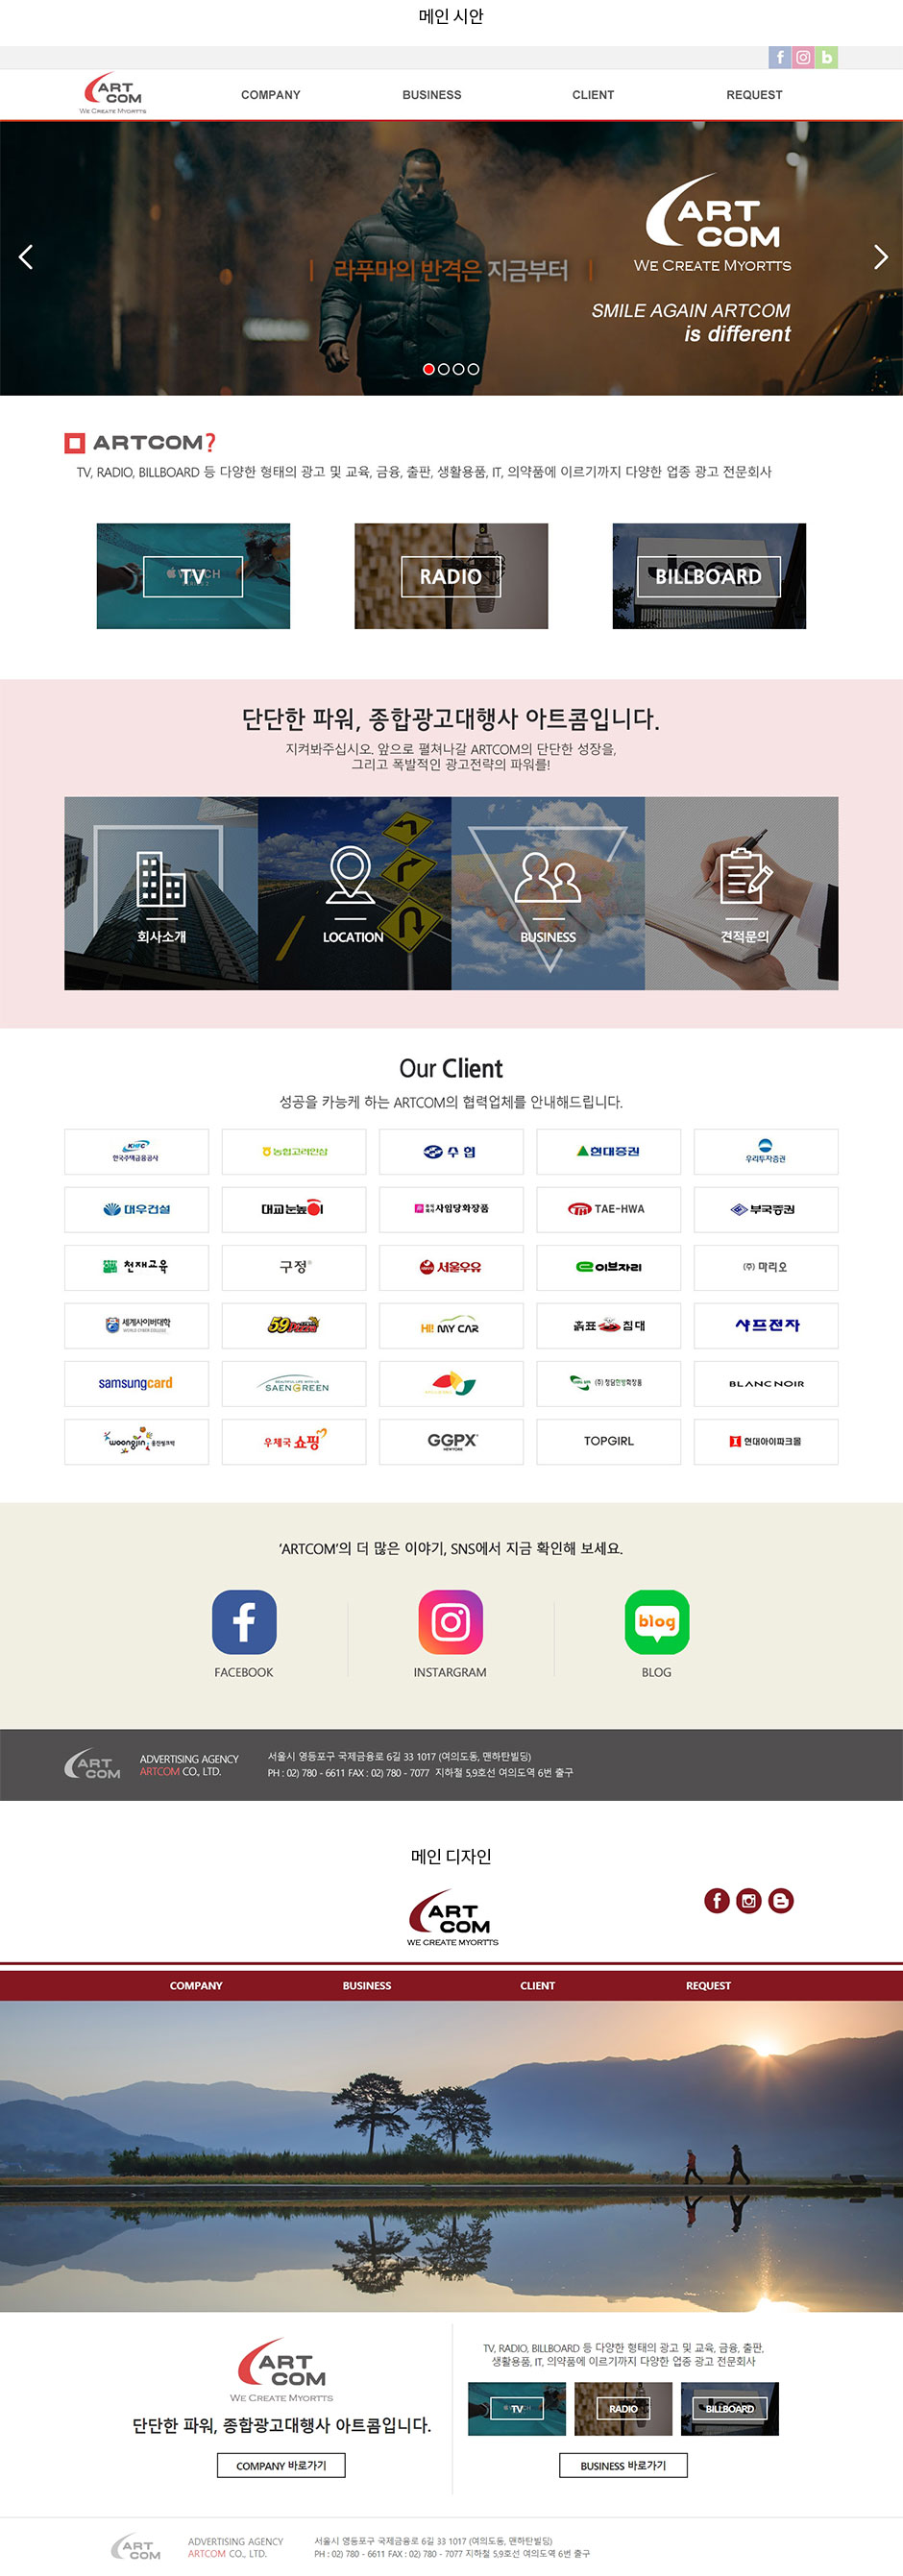 메인 시안
ART COM
WE CREATE MYORTTS
COMPANY
BUSINESS
CLIENT
REQUEST
라푸마의 반격은 지금부터
ART COM
WE CREATE MYORTTS
SMILE AGAIN ARTCOM
is different
ARTCOM?
TV, RADIO, BILLBOARD 등 다양한 형태의 광고 및 교육, 금융, 출판, 생활용품, IT, 의약품에 이르기까지 다양한 업종 광고 전문회사
TV
RADIO
Jeep
BILLBOARD
단단한 파워, 종합광고대행사 아트콤입니다.
지켜봐주십시오. 앞으로 펼쳐나갈 ARTCOM의 단단한 성장을,
그리고 폭발적인 광고전략의 파워를!
회사소개
LOCATION
BUSINESS
견적문의
Our Client
성공을 카능케 하는 ARTCOM의 협력업체를 안내해드립니다.
KHFC 한국주택금융공사
농협고려인삼
수협
현대증권
우리투자증권
대우건설
대교눈높이
사임당화장품
TAE-HWA
부국증권
천재교육
구정
서울우유
이브자리
(주) 마리오
세계사이버대학
WORLD CYBER COLLEGE
59
HI! MY CAR
흙표 침대
샤프전자
samsungcard
SAENGREEN
(주) 청담한방화장품
BLANC NOIR
woongjin 웅진씽크빅
우체국 쇼핑
GGPX
NEWYORK
TOPGIRL
현대아이파크몰
'ARTCOM'의 더 많은 이야기, SNS에서 지금 확인해 보세요.
blog
FACEBOOK
INSTARGRAM
BLOG
ART COM
ADVERTISING AGENCY
ARTCOM CO., LTD.
서울시 영등포구 국제금융로 6길 33 1017 (여의도동, 맨하탄빌딩)
PH : 02) 780 - 6611 FAX : 02) 780 - 7077 지하철 5,9호선 여의도역 6번 출구
메인 디자인
ART COM
WE CREATE MYORTTS
COMPANY
BUSINESS
CLIENT
REQUEST
ART COM
WE CREATE MYORTTS
단단한 파워, 종합광고대행사 아트콤입니다.
COMPANY 바로가기
TV, RADIO, BILLBOARD 등 다양한 형태의 광고 및 교육, 금융, 출판,
생활용품, IT, 의약품에 이르기까지 다양한 업종 광고 전문회사
TV
RADIO
BILLBOARD
BUSINESS 바로가기
ART COM
ADVERTISING AGENCY
ARTCOM CO., LTD.
서울시 영등포구 국제금융로 6길 33 1017 (여의도동, 맨하탄빌딩)
PH : 02) 780 - 6611 FAX : 02) 780 - 7077 지하철 5,9호선 여의도역 6번 출구